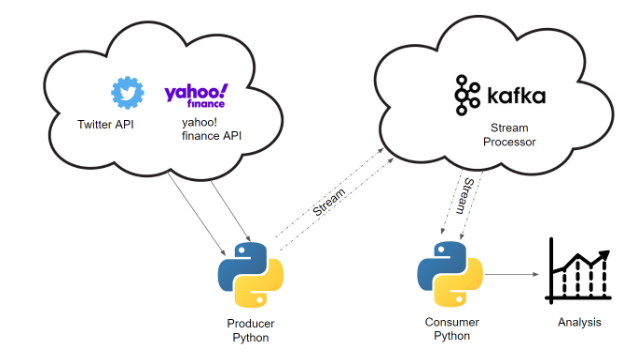 yahoo!
finance
Twitter API
yahoo!
finance API
kafka
Stream
Processor
Stream
Stream
Producer
Python
Consumer
Python
Analysis